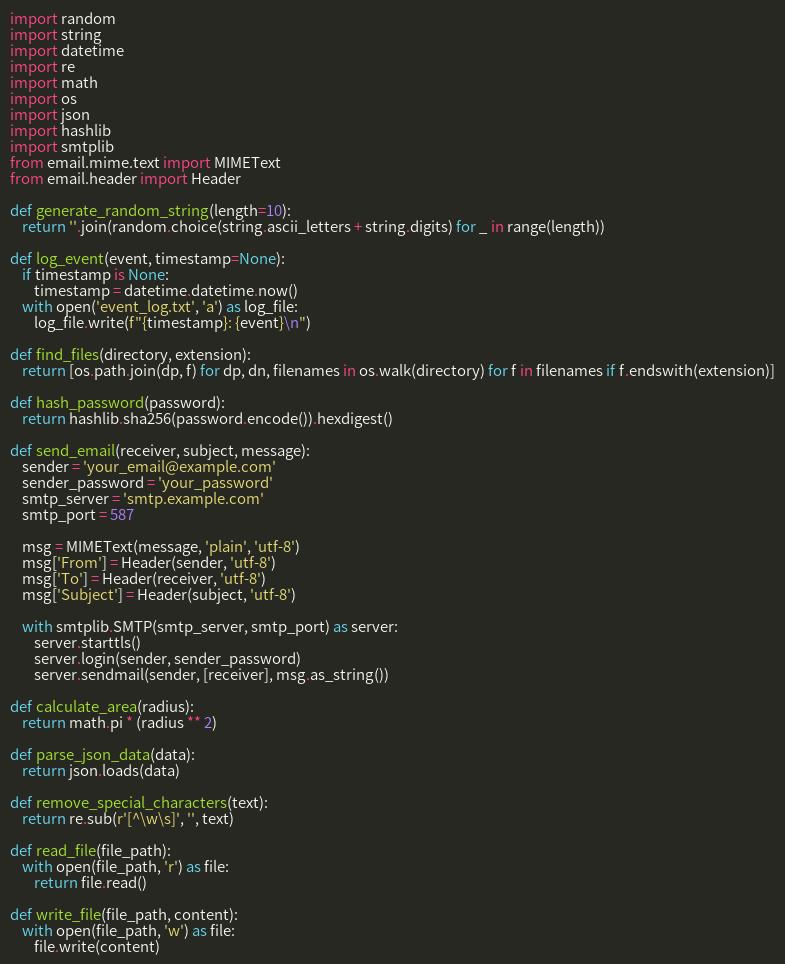 import random
import string
import datetime
import re
import math
import os
import json
import hashlib
import smtplib
from email.mime.text import MIMEText
from email.header import Header

def generate_random_string(length=10):
    return ''.join(random.choice(string.ascii_letters + string.digits) for _ in range(length))

def log_event(event, timestamp=None):
    if timestamp is None:
        timestamp = datetime.datetime.now()
    with open('event_log.txt', 'a') as log_file:
        log_file.write(f"{timestamp}: {event}\n")

def find_files(directory, extension):
    return [os.path.join(dp, f) for dp, dn, filenames in os.walk(directory) for f in filenames if f.endswith(extension)]

def hash_password(password):
    return hashlib.sha256(password.encode()).hexdigest()

def send_email(receiver, subject, message):
    sender = 'your_email@example.com'
    sender_password = 'your_password'
    smtp_server = 'smtp.example.com'
    smtp_port = 587

    msg = MIMEText(message, 'plain', 'utf-8')
    msg['From'] = Header(sender, 'utf-8')
    msg['To'] = Header(receiver, 'utf-8')
    msg['Subject'] = Header(subject, 'utf-8')

    with smtplib.SMTP(smtp_server, smtp_port) as server:
        server.starttls()
        server.login(sender, sender_password)
        server.sendmail(sender, [receiver], msg.as_string())

def calculate_area(radius):
    return math.pi * (radius ** 2)

def parse_json_data(data):
    return json.loads(data)

def remove_special_characters(text):
    return re.sub(r'[^\w\s]', '', text)

def read_file(file_path):
    with open(file_path, 'r') as file:
        return file.read()

def write_file(file_path, content):
    with open(file_path, 'w') as file:
        file.write(content)